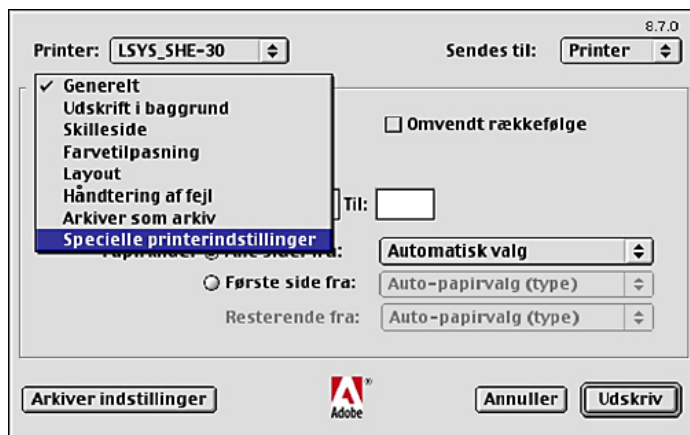 8.7.0
Printer: LSYS_SHE-30 Sendes til: Printer
✓ Generelt
Udskrift i baggrund
Skilleside
Farvetilpasning
Layout
Håndtering af fejl
Arkiver som arkiv
Specielle printerindstillinger
Omvendt rækkefølge
Til:
Automatisk valg
Første side fra: Auto-papirvalg (type)
Resterende fra: Auto-papirvalg (type)
Arkiver indstillinger
Adobe
Annuller
Udskriv